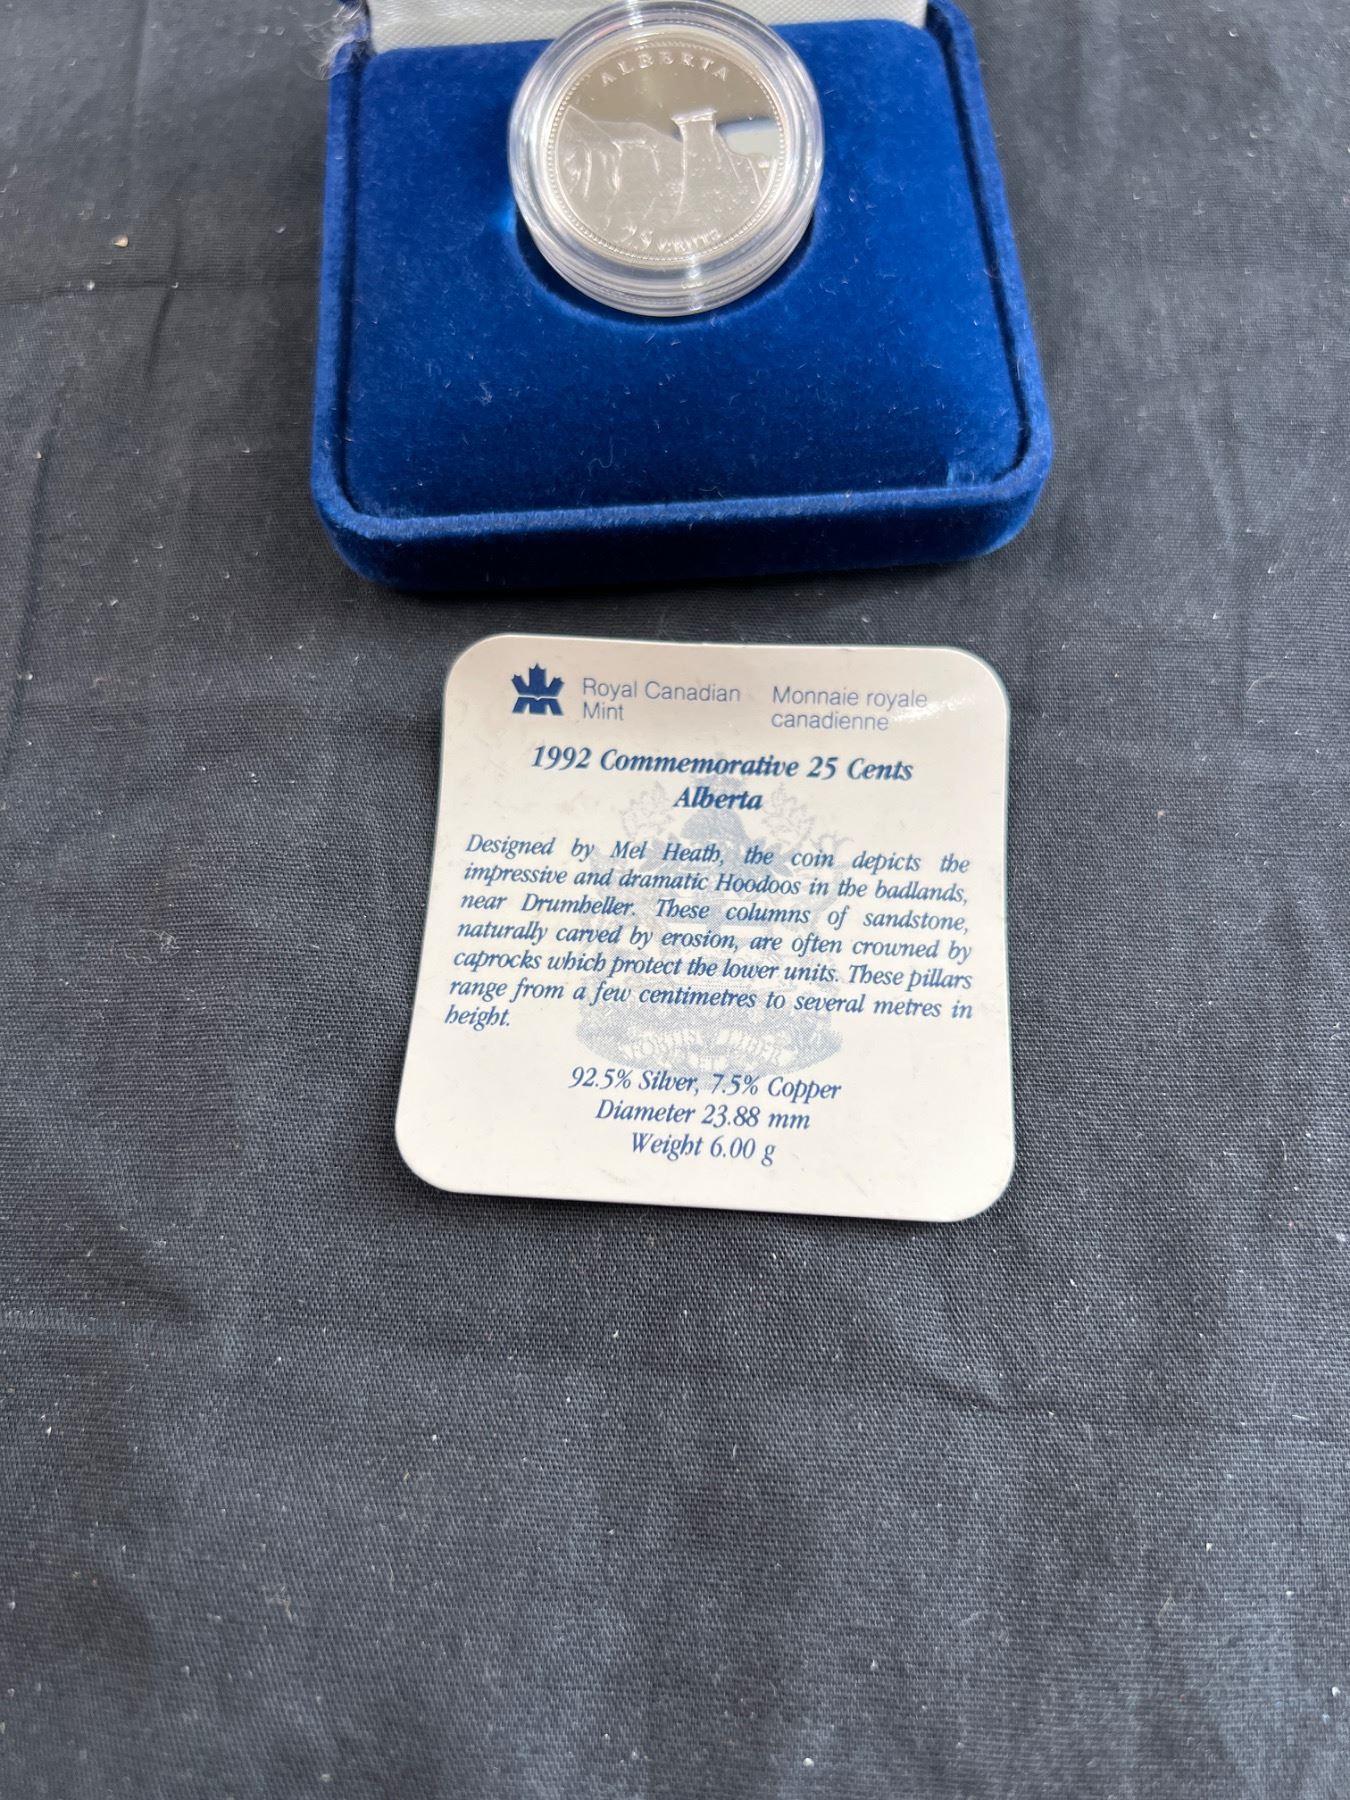 ALBERTA
25 CENTS
Royal Canadian Mint
Monnaie royale canadienne
1992 Commemorative 25 Cents
Alberta
Designed by Mel Heath, the coin depicts the
impressive and dramatic Hoodoos in the badlands,
near Drumheller. These columns of sandstone,
naturally carved by erosion, are often crowned by
caprocks which protect the lower units. These pillars
range from a few centimetres to several metres in
height.
FORTIS LIBER
92.5% Silver, 7.5% Copper
Diameter 23.88 mm
Weight 6.00 g